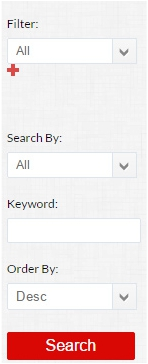 Filter:
All
Search By:
All
Keyword:
Order By:
Desc
Search